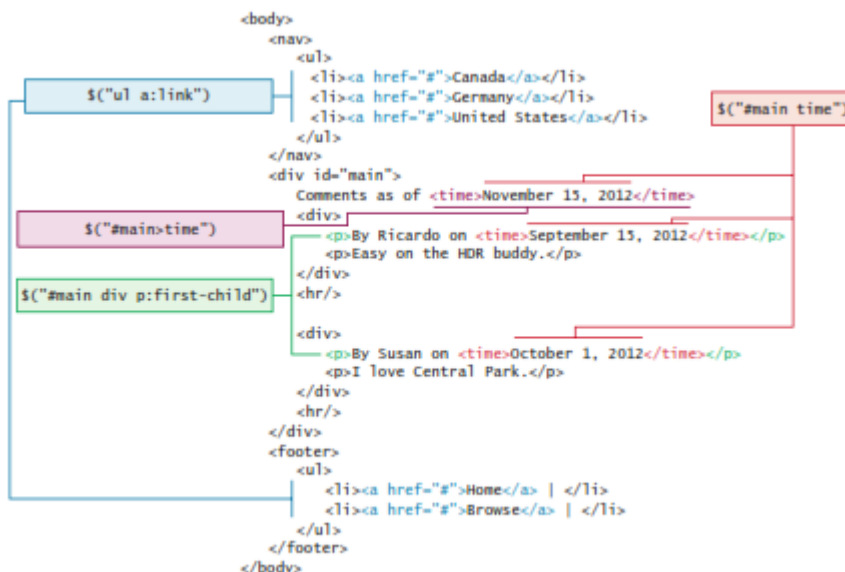 <body>
<nav>
<ul>
$("ul a:link")
<li><a href="#">Canada</a></li>
<li><a href="#">Germany</a></li>
<li><a href="#">United States</a></li>
$("#main time")
</ul>
</nav>
<div id="main">
Comments as of <time>November 15, 2012</time>
<div>
$("#main>time")
<p>By Ricardo on <time>September 15, 2012</time></p>
<p>Easy on the HDR buddy.</p>
</div>
$("#main div p:first-child")
<hr/>
<div>
<p>By Susan on <time>October 1, 2012</time></p>
<p>I love Central Park.</p>
</div>
<hr/>
</div>
<footer>
<ul>
<li><a href="#">Home</a> | </li>
<li><a href="#">Browse</a> | </li>
</ul>
</footer>
</body>